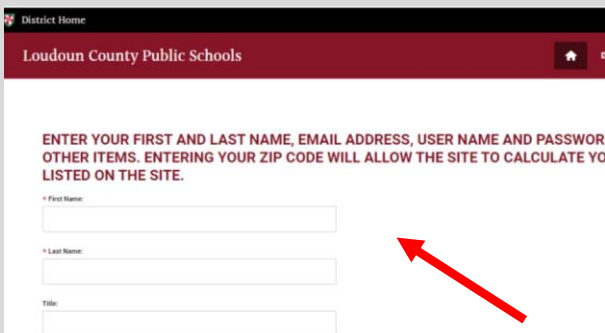 District Home
Loudoun County Public Schools
ENTER YOUR FIRST AND LAST NAME, EMAIL ADDRESS, USER NAME AND
OTHER ITEMS. ENTERING YOUR ZIP CODE WILL ALLOW THE SITE TO CALCULATE
LISTED ON THE SITE.
* First Name:
* Last Name:
Title: